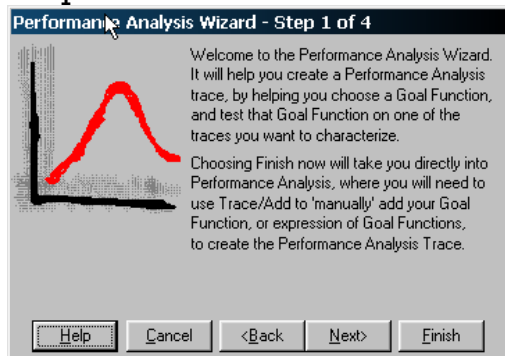 Performance Analysis Wizard - Step 1 of 4
Welcome to the Performance Analysis Wizard.
It will help you create a Performance Analysis
trace, by helping you choose a Goal Function,
and test that Goal Function on one of the
traces you want to characterize.
Choosing Finish now will take you directly into
Performance Analysis, where you will need to
use Trace/Add to 'manually' add your Goal
Function, or expression of Goal Functions,
to create the Performance Analysis Trace.
Help Cancel <Back Next> Finish